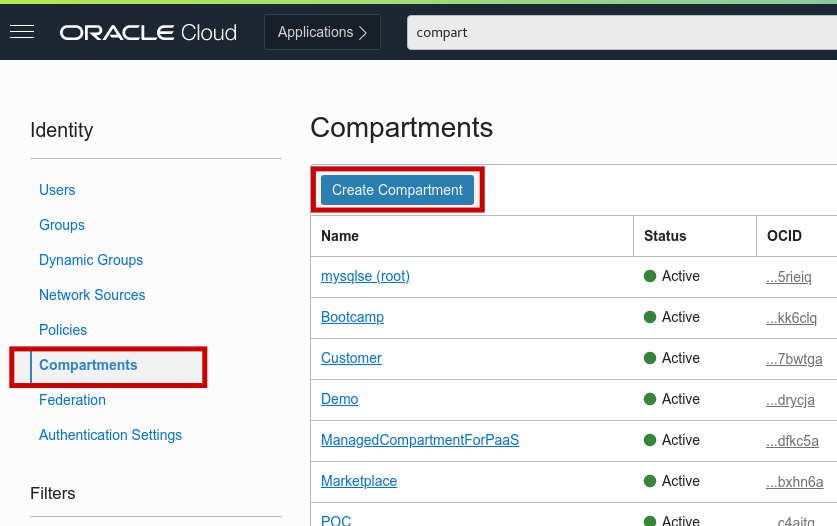 ORACLE Cloud
Applications
compart
Identity
Users
Groups
Dynamic Groups
Network Sources
Policies
Compartments
Federation
Authentication Settings
Filters
Compartments
Create Compartment
Name Status OCID
mysqlse (root) Active ...5rieiq
Bootcamp Active ...kk6clq
Customer Active ...7bwtga
Demo Active ...drycja
ManagedCompartmentForPaaS Active ...dfkc5a
Marketplace Active ...bxhn6a
POC Active